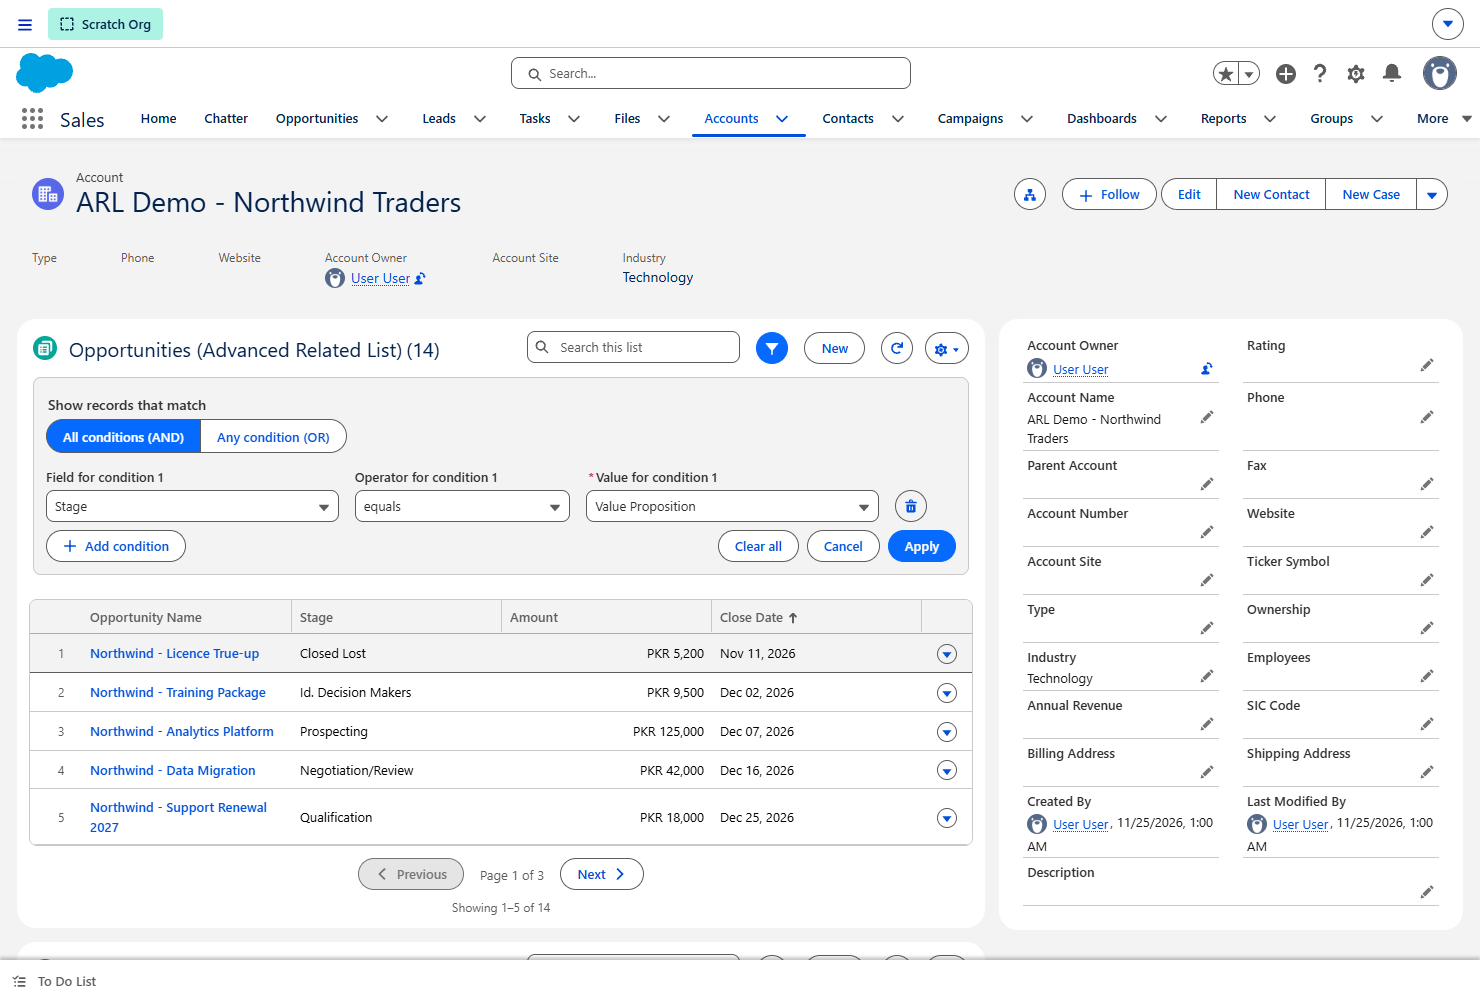 Scratch Org
Search...
Sales
Home
Chatter
Opportunities
Leads
Tasks
Files
Accounts
Contacts
Campaigns
Dashboards
Reports
Groups
More
Account
ARL Demo - Northwind Traders
Follow
Edit
New Contact
New Case
Type
Phone
Website
Account Owner
User User
Account Site
Industry
Technology
Opportunities (Advanced Related List) (14)
Search this list
New
Show records that match
All conditions (AND)
Any condition (OR)
Field for condition 1
Operator for condition 1
*Value for condition 1
Stage
equals
Value Proposition
Add condition
Clear all
Cancel
Apply
Opportunity Name
Stage
Amount
Close Date
1 Northwind - Licence True-up Closed Lost PKR 5,200 Nov 11, 2026
2 Northwind - Training Package Id. Decision Makers PKR 9,500 Dec 02, 2026
3 Northwind - Analytics Platform Prospecting PKR 125,000 Dec 07, 2026
4 Northwind - Data Migration Negotiation/Review PKR 42,000 Dec 16, 2026
5 Northwind - Support Renewal 2027 Qualification PKR 18,000 Dec 25, 2026
Previous
Page 1 of 3
Next
Showing 1–5 of 14
Account Owner
User User
Rating
Account Name
ARL Demo - Northwind
Traders
Phone
Parent Account
Fax
Account Number
Website
Account Site
Ticker Symbol
Type
Ownership
Industry
Technology
Employees
Annual Revenue
SIC Code
Billing Address
Shipping Address
Created By
User User, 11/25/2026, 1:00
AM
Last Modified By
User User, 11/25/2026, 1:00
AM
Description
To Do List